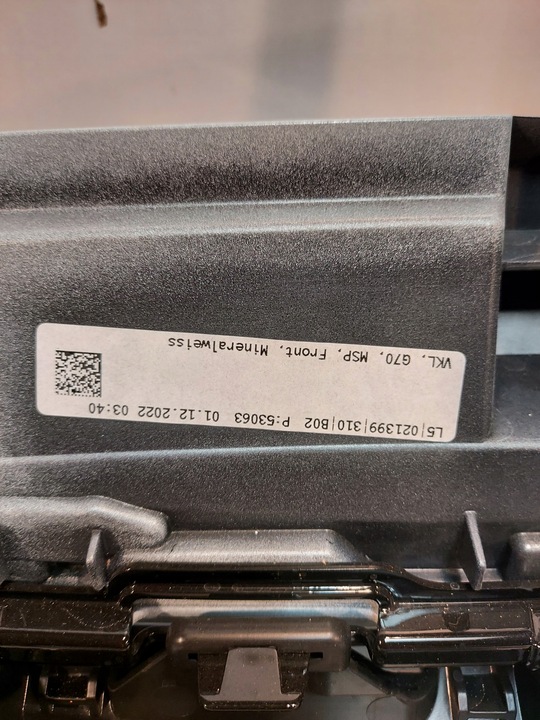 L5|021399|310|B02 P:53063 01.12.2022 03:40
VKL, G70, MSP, Front, Mineralweiss